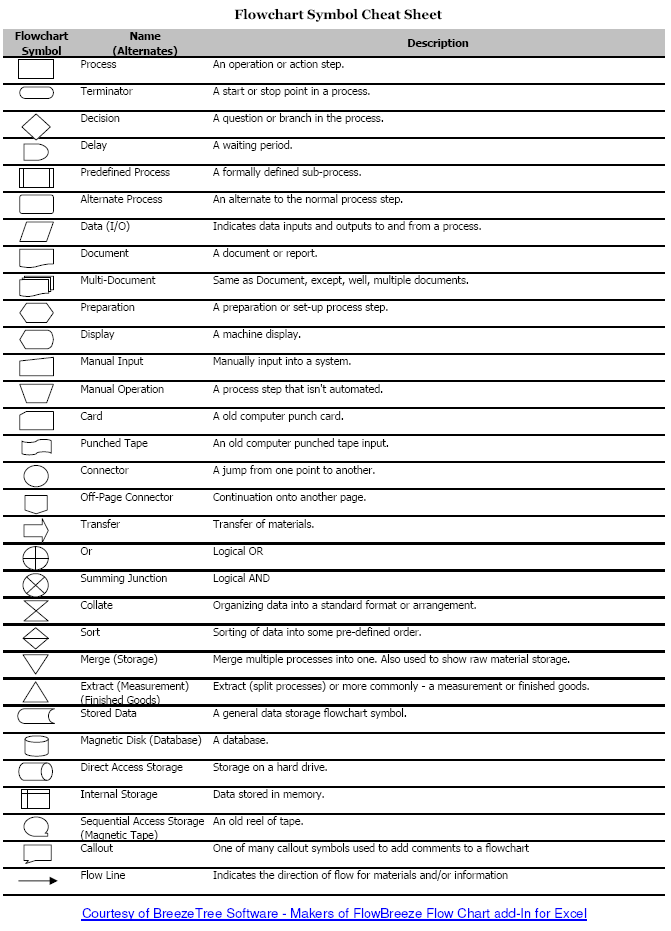 Flowchart Symbol Cheat Sheet
Flowchart Symbol Name (Alternates) Description
Process An operation or action step.
Terminator A start or stop point in a process.
Decision A question or branch in the process.
Delay A waiting period.
Predefined Process A formally defined sub-process.
Alternate Process An alternate to the normal process step.
Data (I/O) Indicates data inputs and outputs to and from a process.
Document A document or report.
Multi-Document Same as Document, except, well, multiple documents.
Preparation A preparation or set-up process step.
Display A machine display.
Manual Input Manually input into a system.
Manual Operation A process step that isn't automated.
Card A old computer punch card.
Punched Tape An old computer punched tape input.
Connector A jump from one point to another.
Off-Page Connector Continuation onto another page.
Transfer Transfer of materials.
Or Logical OR
Summing Junction Logical AND
Collate Organizing data into a standard format or arrangement.
Sort Sorting of data into some pre-defined order.
Merge (Storage) Merge multiple processes into one. Also used to show raw material storage.
Extract (Measurement) Extract (split processes) or more commonly - a measurement or finished goods.
(Finished Goods)
Stored Data A general data storage flowchart symbol.
Magnetic Disk (Database) A database.
Direct Access Storage Storage on a hard drive.
Internal Storage Data stored in memory.
Sequential Access Storage An old reel of tape.
(Magnetic Tape)
Callout One of many callout symbols used to add comments to a flowchart
Flow Line Indicates the direction of flow for materials and/or information
Courtesy of BreezeTree Software - Makers of FlowBreeze Flow Chart add-In for Excel